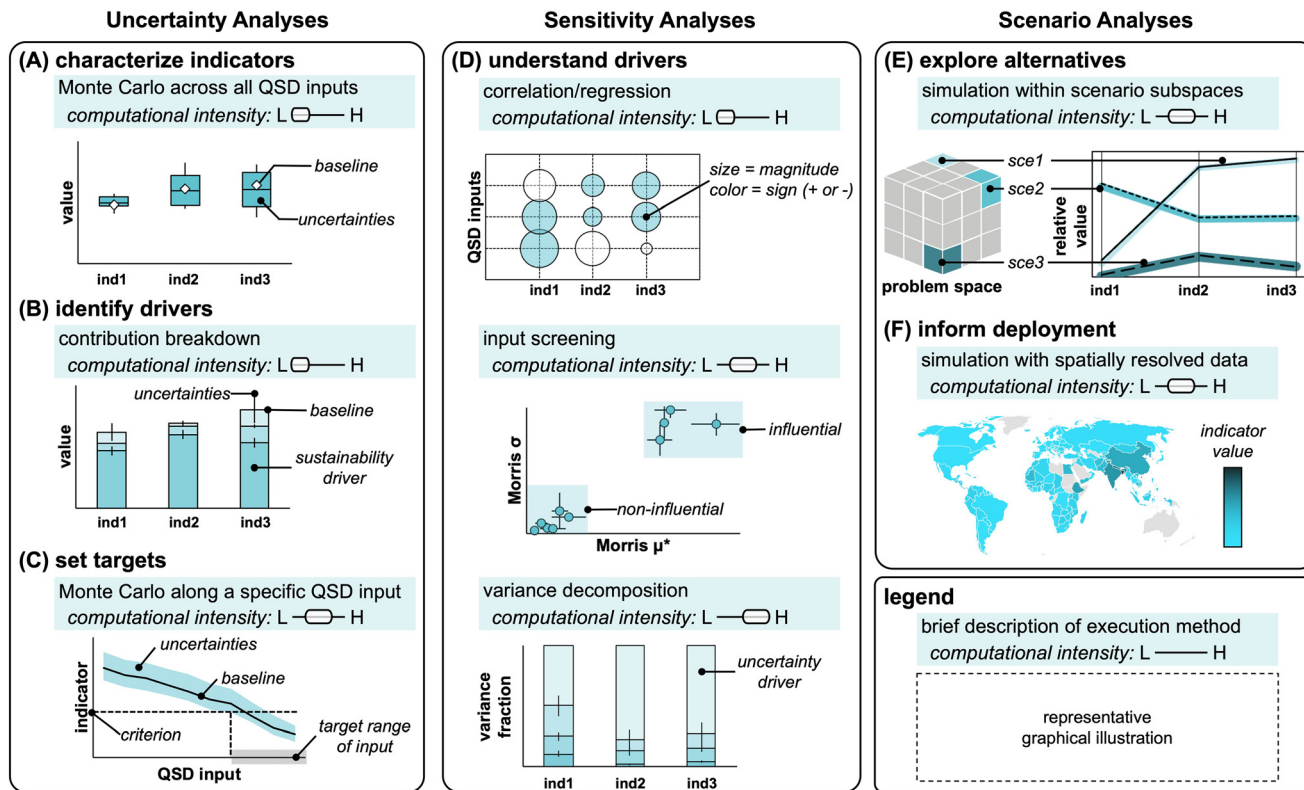 Uncertainty Analyses
(A) characterize indicators
Monte Carlo across all QSD inputs
computational intensity: L H
value
baseline
uncertainties
ind1 ind2 ind3
(B) identify drivers
contribution breakdown
computational intensity: L H
value
uncertainties
baseline
sustainability
driver
ind1 ind2 ind3
(C) set targets
Monte Carlo along a specific QSD input
computational intensity: L H
indicator
uncertainties
baseline
criterion
target range
of input
QSD input
Sensitivity Analyses
(D) understand drivers
correlation/regression
computational intensity: L H
QSD inputs
size = magnitude
color = sign (+ or -)
ind1 ind2 ind3
input screening
computational intensity: L H
Morris σ
influential
non-influential
Morris μ*
variance decomposition
computational intensity: L H
variance
fraction
uncertainty
driver
ind1 ind2 ind3
Scenario Analyses
(E) explore alternatives
simulation within scenario subspaces
computational intensity: L H
sce1
sce2
sce3
problem space
relative
value
ind1 ind2 ind3
(F) inform deployment
simulation with spatially resolved data
computational intensity: L H
indicator
value
legend
brief description of execution method
computational intensity: L H
representative
graphical illustration